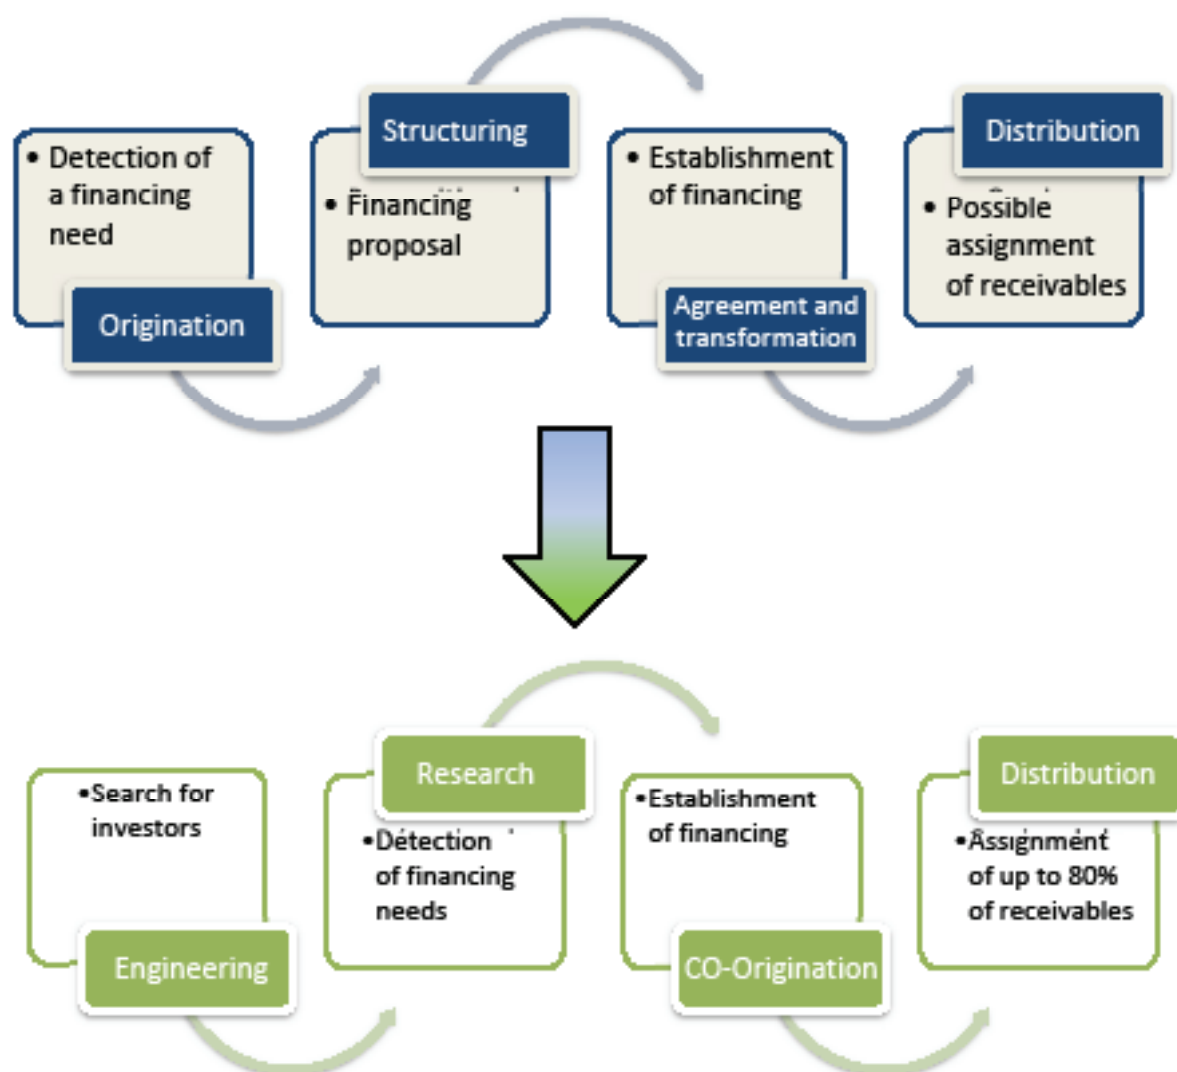 • Detection of
a financing
need
Origination
Structuring
• Financing
proposal
• Establishment
of financing
Agreement and
transformation
Distribution
• Possible
assignment
of receivables
•Search for
investors
Engineering
Research
•Détection
of financing
needs
•Establishment
of financing
CO-Origination
Distribution
•Assignment
of up to 80%
of receivables